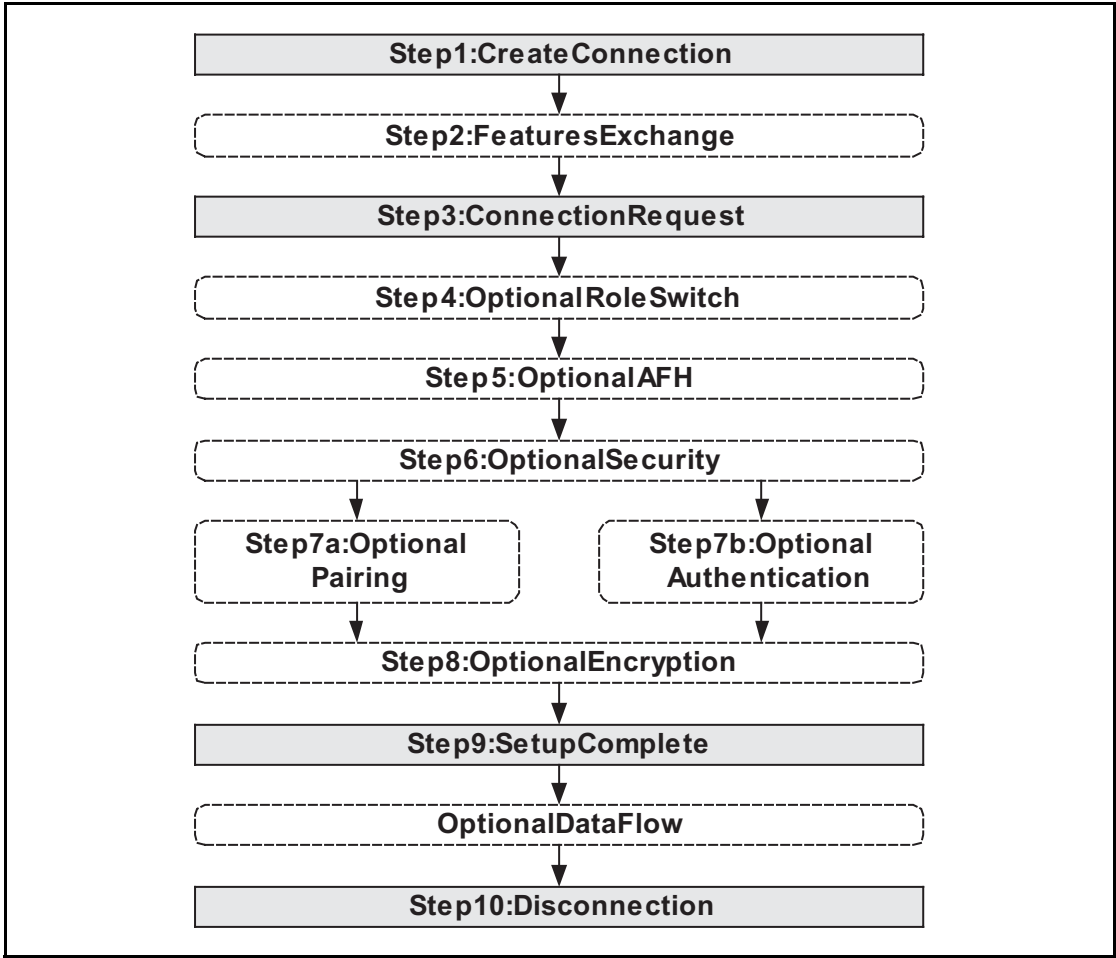 Step1:CreateConnection
Step2:FeaturesExchange
Step3:ConnectionRequest
Step4:OptionalRoleSwitch
Step5:OptionalAFH
Step6:OptionalSecurity
Step7a:Optional
Pairing
Step7b:Optional
Authentication
Step8:OptionalEncryption
Step9:SetupComplete
OptionalDataFlow
Step10:Disconnection